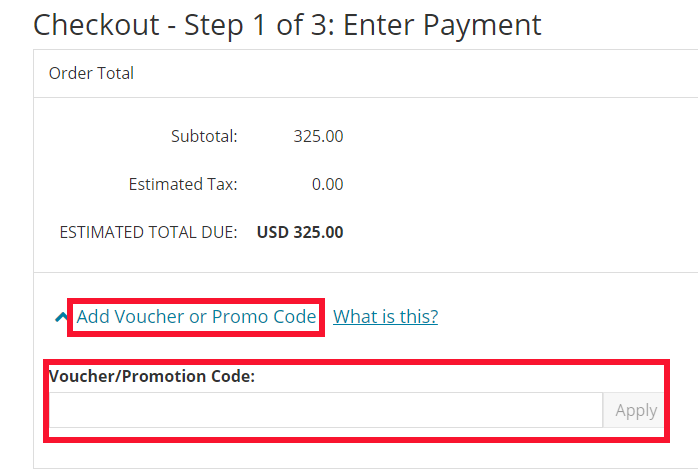 Checkout - Step 1 of 3: Enter Payment
Order Total
Subtotal: 325.00
Estimated Tax: 0.00
ESTIMATED TOTAL DUE: USD 325.00
Add Voucher or Promo Code What is this?
Voucher/Promotion Code:
Apply